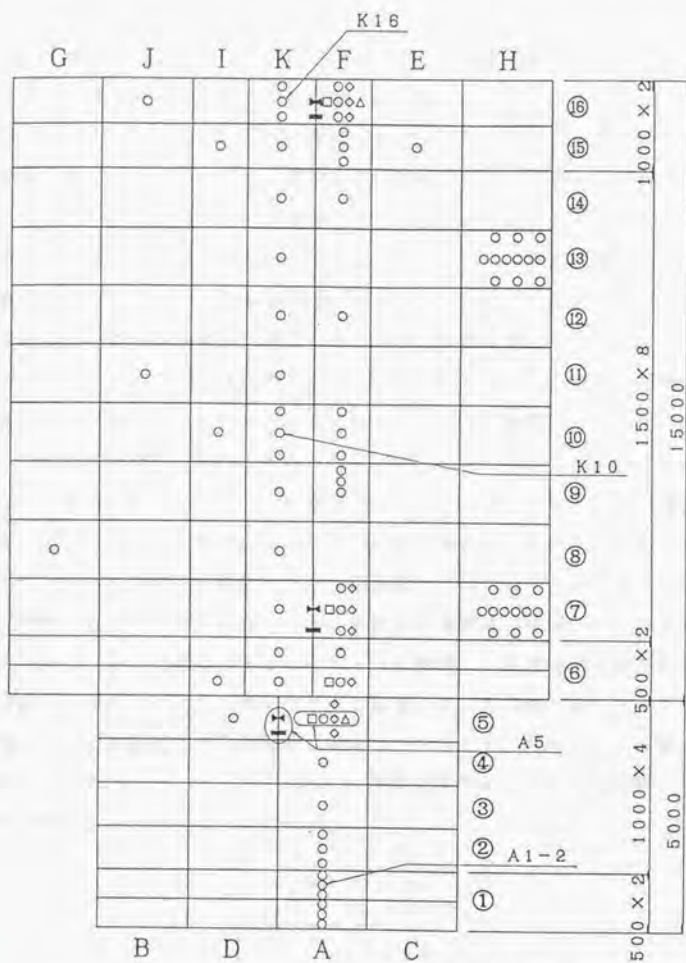 K16
G J I K F E H
⑯
1000 × 2
⑮
⑭
⑬
⑫
⑪
1500 × 8
15000
⑩
K10
⑨
⑧
⑦
500 × 2
⑥
⑤
A5
④
1000 × 4
③
5000
②
A1-2
①
500 × 2
B D A C